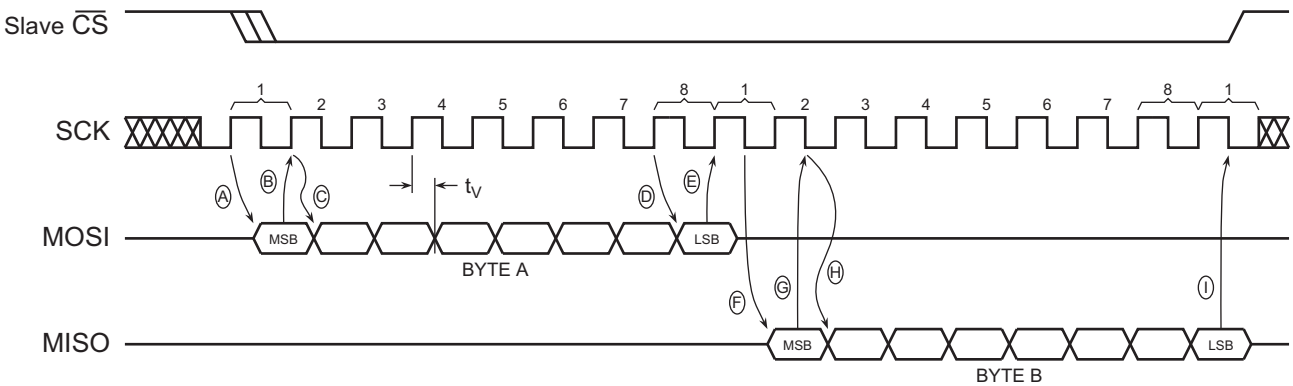 Slave CS
1 2 3 4 5 6 7 8 1 2 3 4 5 6 7 8 1
SCK
A B C tV D E
MOSI MSB LSB
BYTE A
F G H I
MISO MSB LSB
BYTE B